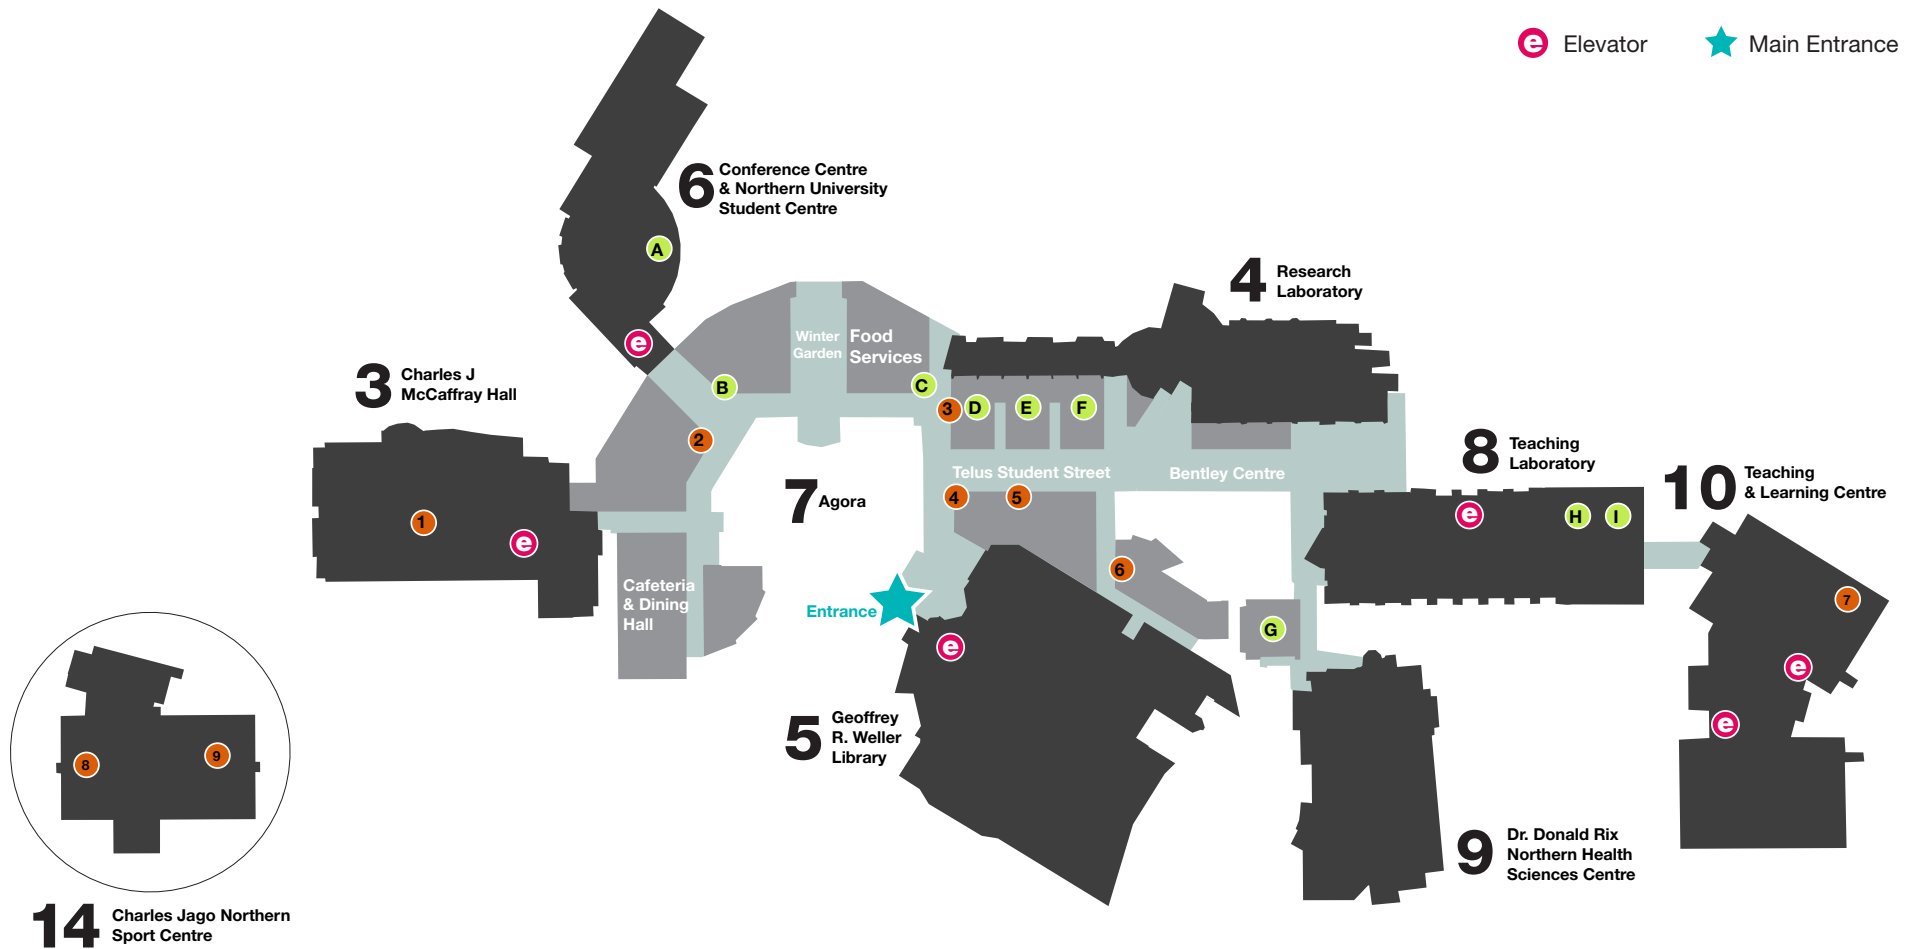 e Elevator
Main Entrance
6 Conference Centre
& Northern University
Student Centre
A
e
4 Research
Laboratory
Winter
Garden
Food
Services
3 Charles J
McCaffray Hall
B
C
3
D
E
F
2
8 Teaching
Laboratory
Telus Student Street
Bentley Centre
10 Teaching
& Learning Centre
7 Agora
4
5
1
e
e
H
I
6
Cafeteria
& Dining
Hall
Entrance
7
G
e
e
e
5 Geoffrey
R. Weller
Library
8
9
9 Dr. Donald Rix
Northern Health
Sciences Centre
14 Charles Jago Northern
Sport Centre